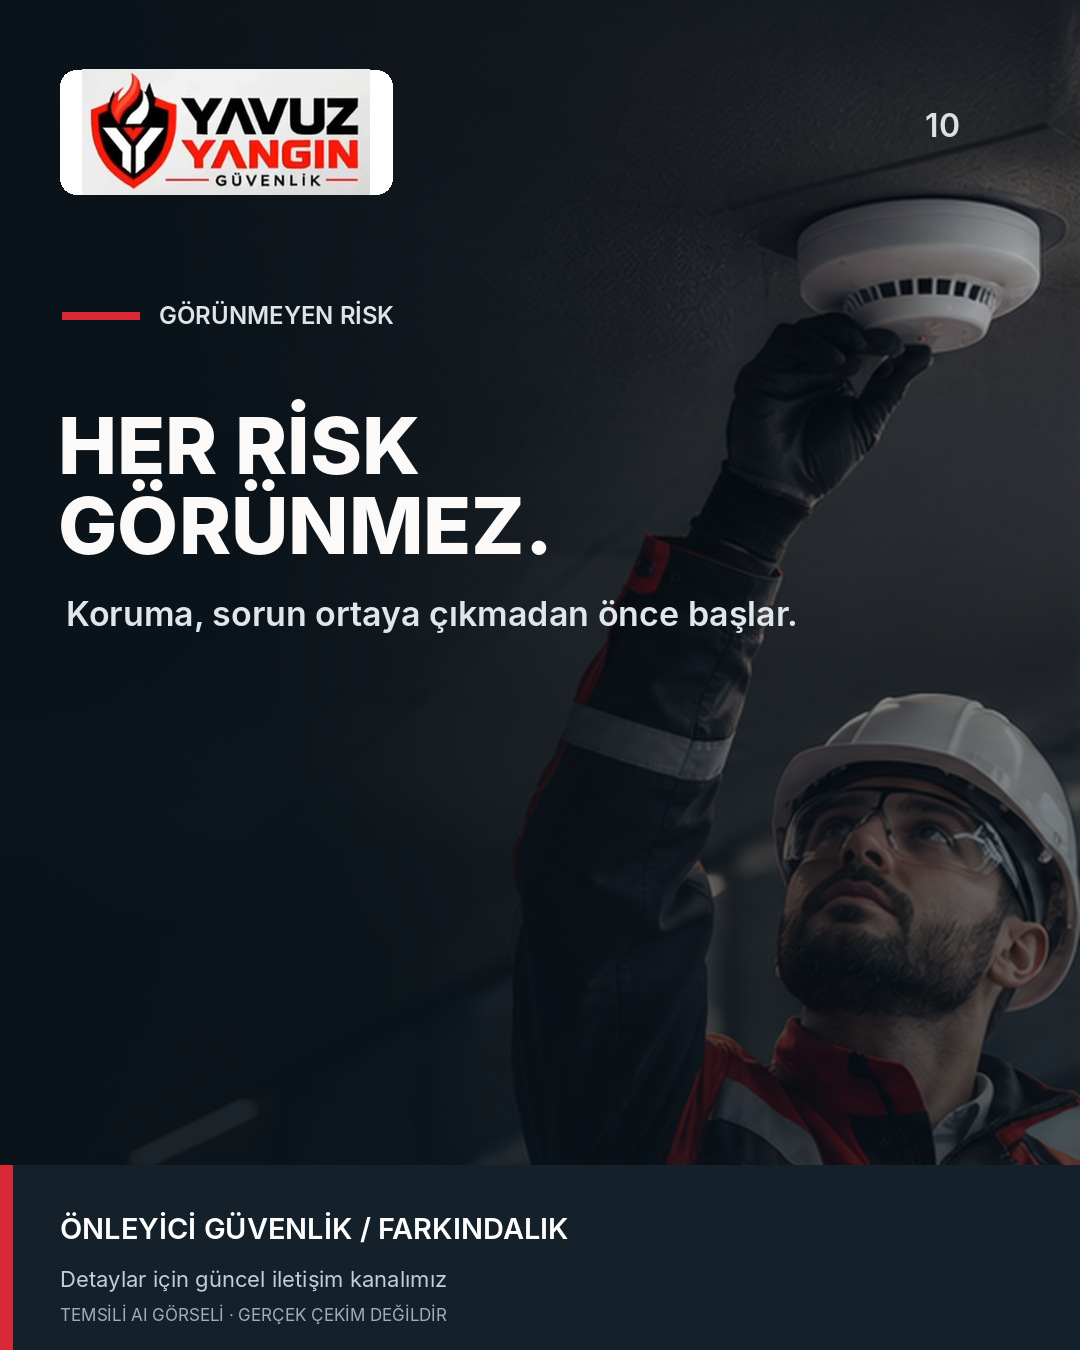 YAVUZ
YANGIN
GÜVENLİK
10
GÖRÜNMEYEN RİSK
HER RİSK
GÖRÜNMEZ.
Koruma, sorun ortaya çıkmadan önce başlar.
ÖNLEYİCİ GÜVENLİK / FARKINDALIK
Detaylar için güncel iletişim kanalımız
TEMSİLİ AI GÖRSELİ · GERÇEK ÇEKİM DEĞİLDİR